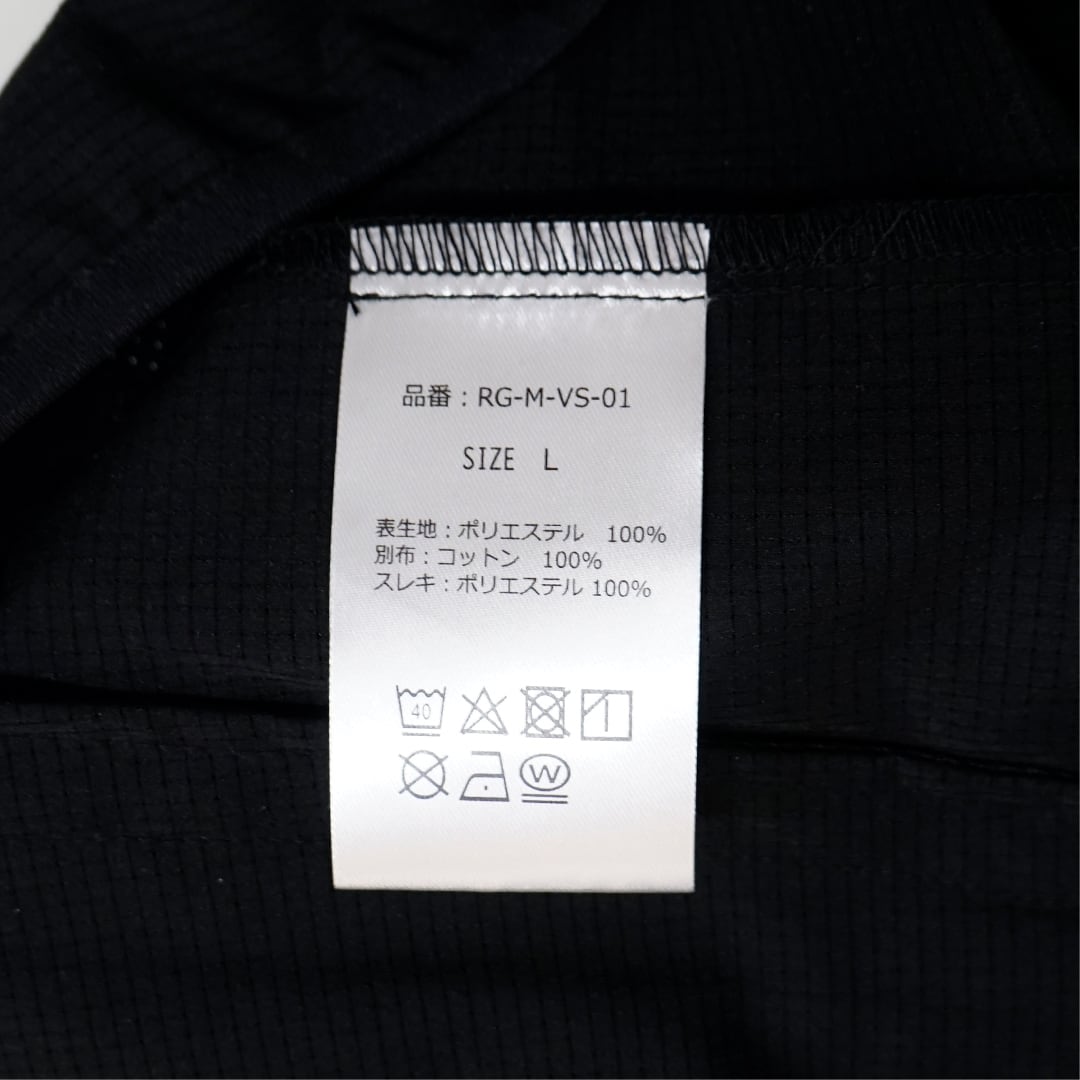 品番：RG-M-VS-01
SIZE L
表生地：ポリエステル 100%
別布：コットン 100%
スレキ：ポリエステル 100%
40
W